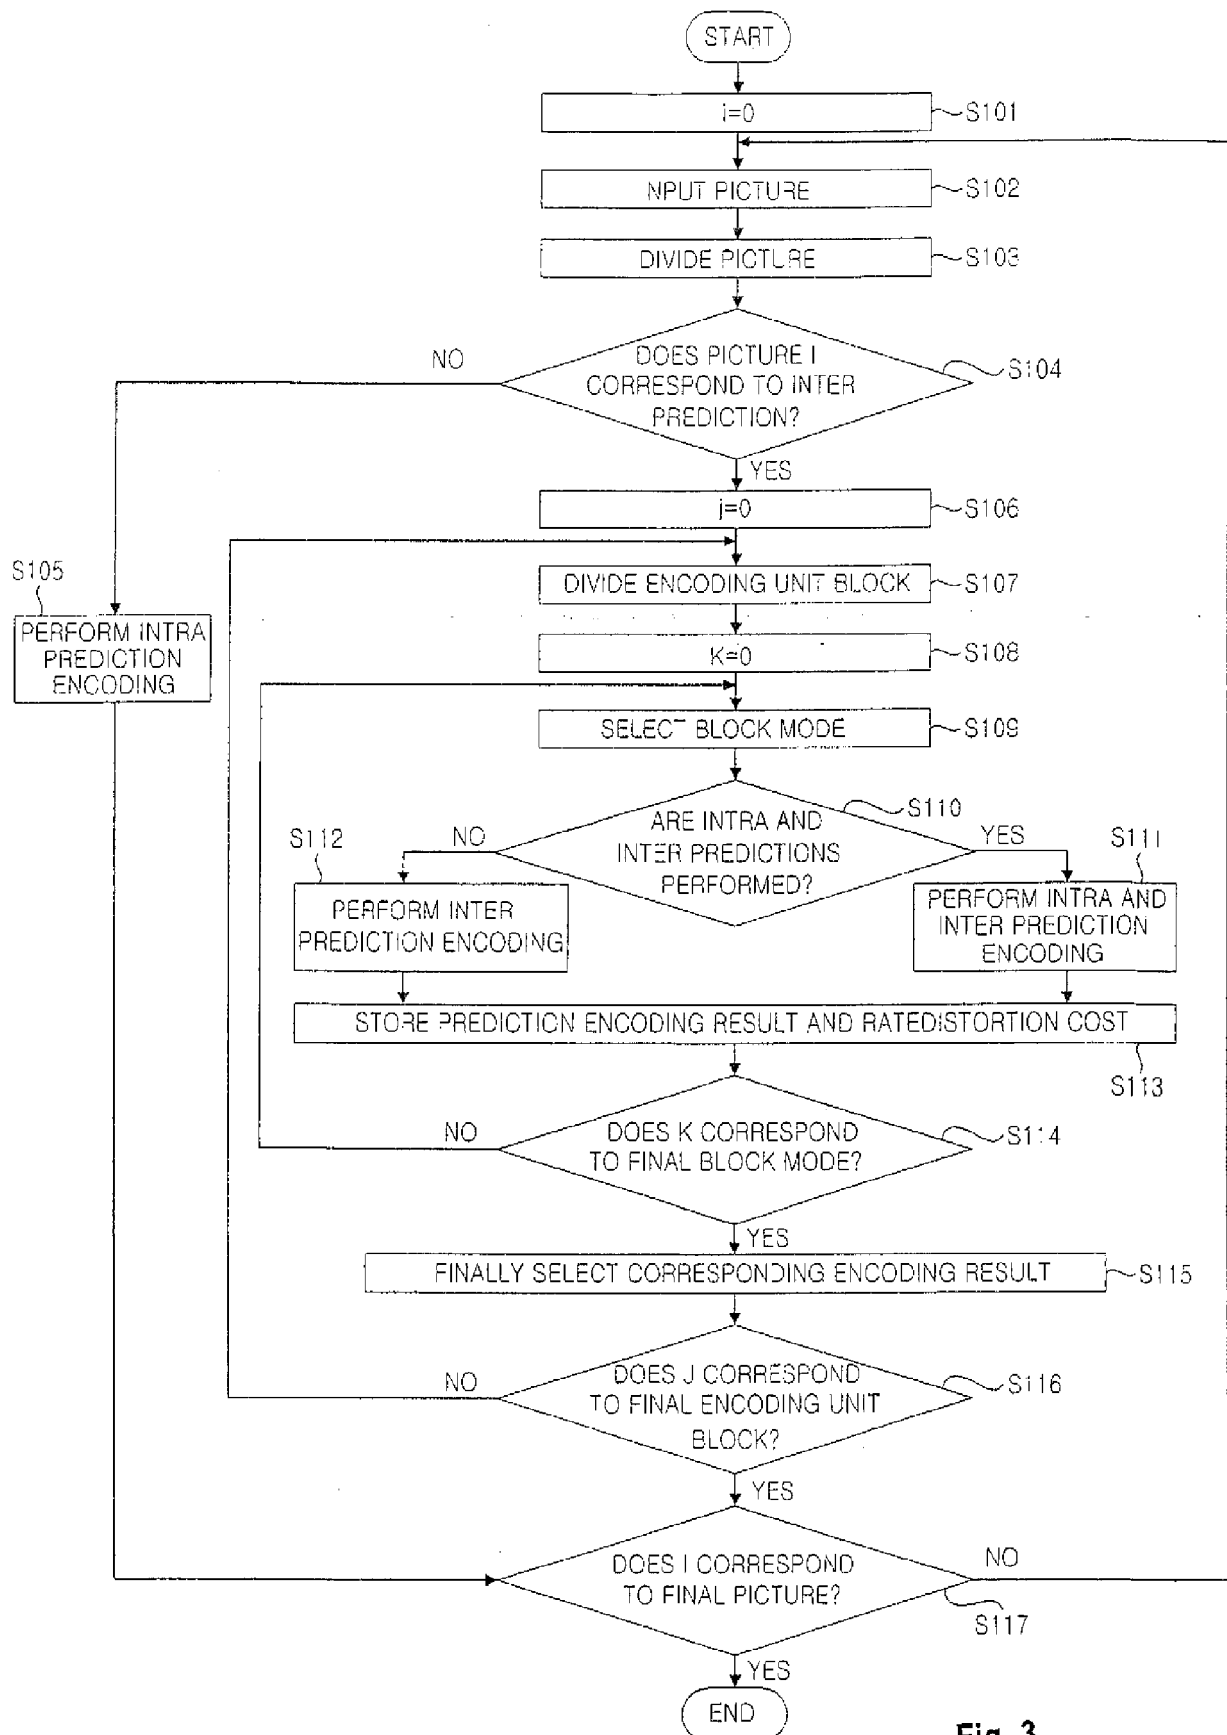 START
i=0
S101
NPUT PICTURE
S102
DIVIDE PICTURE
S103
NO
DOES PICTURE I
CORRESPOND TO INTER
PREDICTION?
S104
YES
j=0
S106
S105
PERFORM INTRA
PREDICTION
ENCODING
DIVIDE ENCODING UNIT BLOCK
S107
K=0
S108
SELECT BLOCK MODE
S109
ARE INTRA AND
INTER PREDICTIONS
PERFORMED?
S110
NO
YES
S112
PERFORM INTER
PREDICTION ENCODING
S111
PERFORM INTRA AND
INTER PREDICTION
ENCODING
STORE PREDICTION ENCODING RESULT AND RATEDISTORTION COST
S113
NO
DOES K CORRESPOND
TO FINAL BLOCK MODE?
S114
YES
FINALLY SELECT CORRESPONDING ENCODING RESULT
S115
NO
DOES J CORRESPOND
TO FINAL ENCODING UNIT
BLOCK?
S116
YES
DOES I CORRESPOND
TO FINAL PICTURE?
NO
S117
YES
END
Fig. 3